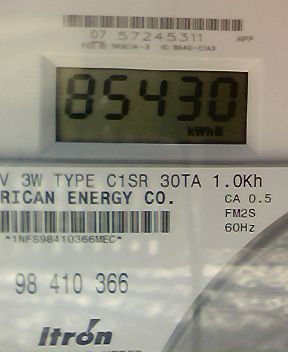 07 57245311
85430
kWh
V 3W TYPE C1SR 30TA 1.0Kh
RICAN ENERGY CO.
CA 0.5
FM2S
60Hz
*1NFS98410366MEC*
98 410 366
Itrón